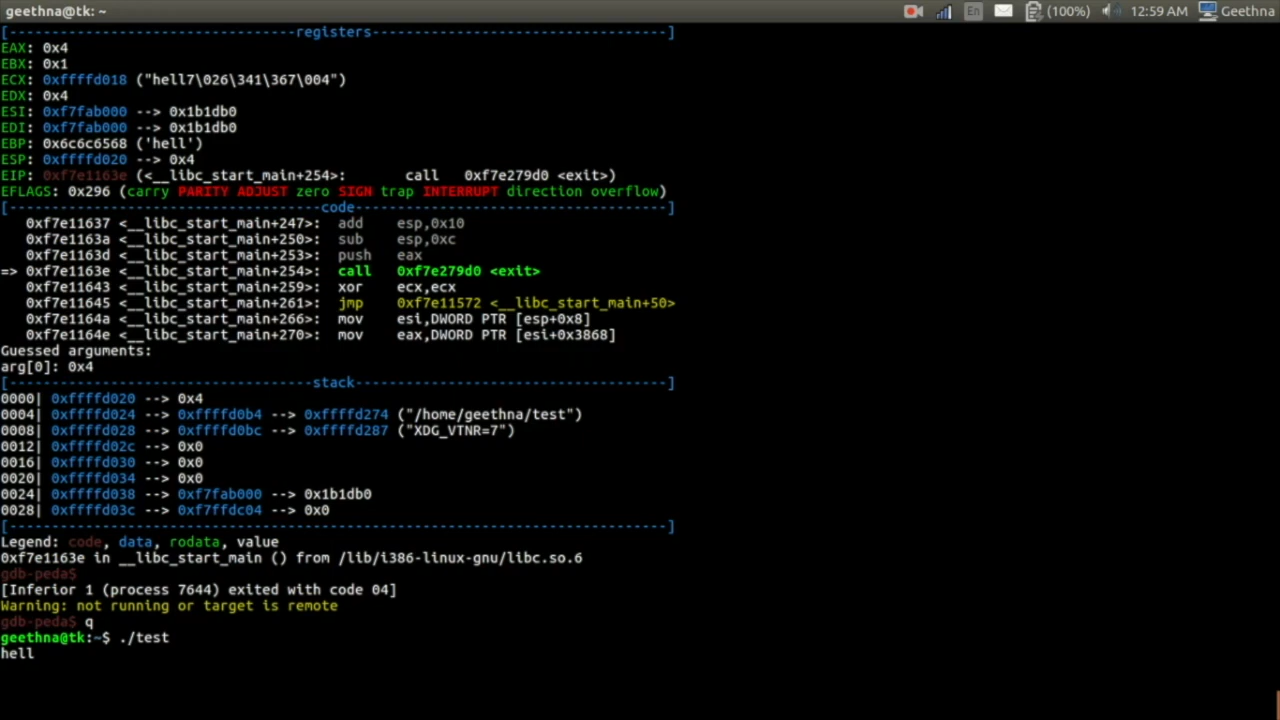 geethna@tk: ~ En (100%) 12:59 AM Geethna
[------------------------------------registers-------------------------------------]
EAX: 0x4
EBX: 0x1
ECX: 0xffffd018 ("hell7\026\341\367\004")
EDX: 0x4
ESI: 0xf7fab000 --> 0x1b1db0
EDI: 0xf7fab000 --> 0x1b1db0
EBP: 0x6c6c6568 ('hell')
ESP: 0xffffd020 --> 0x4
EIP: 0xf7e1163e (<__libc_start_main+254>: call 0xf7e279d0 <exit>)
EFLAGS: 0x296 (carry PARITY ADJUST zero SIGN trap INTERRUPT direction overflow)
[---------------------------------------code---------------------------------------]
0xf7e11637 <__libc_start_main+247>: add esp,0x10
0xf7e1163a <__libc_start_main+250>: sub esp,0xc
0xf7e1163d <__libc_start_main+253>: push eax
=> 0xf7e1163e <__libc_start_main+254>: call 0xf7e279d0 <exit>
0xf7e11643 <__libc_start_main+259>: xor ecx,ecx
0xf7e11645 <__libc_start_main+261>: jmp 0xf7e11572 <__libc_start_main+50>
0xf7e1164a <__libc_start_main+266>: mov esi,DWORD PTR [esp+0x8]
0xf7e1164e <__libc_start_main+270>: mov eax,DWORD PTR [esi+0x3868]
Guessed arguments:
arg[0]: 0x4
[--------------------------------------stack---------------------------------------]
0000| 0xffffd020 --> 0x4
0004| 0xffffd024 --> 0xffffd0b4 --> 0xffffd274 ("/home/geethna/test")
0008| 0xffffd028 --> 0xffffd0bc --> 0xffffd287 ("XDG_VTNR=7")
0012| 0xffffd02c --> 0x0
0016| 0xffffd030 --> 0x0
0020| 0xffffd034 --> 0x0
0024| 0xffffd038 --> 0xf7fab000 --> 0x1b1db0
0028| 0xffffd03c --> 0xf7ffdc04 --> 0x0
[----------------------------------------------------------------------------------]
Legend: code, data, rodata, value
0xf7e1163e in __libc_start_main () from /lib/i386-linux-gnu/libc.so.6
gdb-peda$
[Inferior 1 (process 7644) exited with code 04]
Warning: not running or target is remote
gdb-peda$ q
geethna@tk:~$ ./test
hell